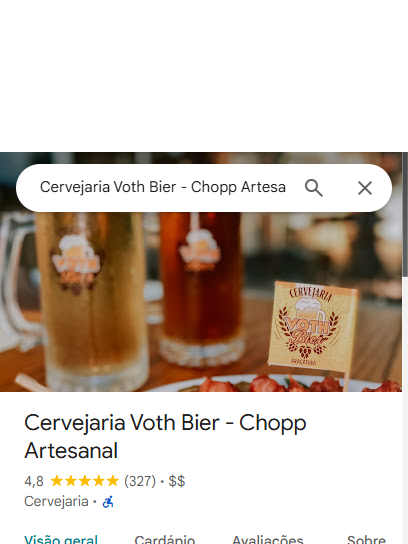 Cervejaria Voth Bier - Chopp Artesa
CERVEJARIA
VOTH
Bier
ARAÇATUBA
Cervejaria Voth Bier - Chopp
Artesanal
4,8 (327) · $$
Cervejaria ·
Visão geral Cardápio Avaliações Sobre